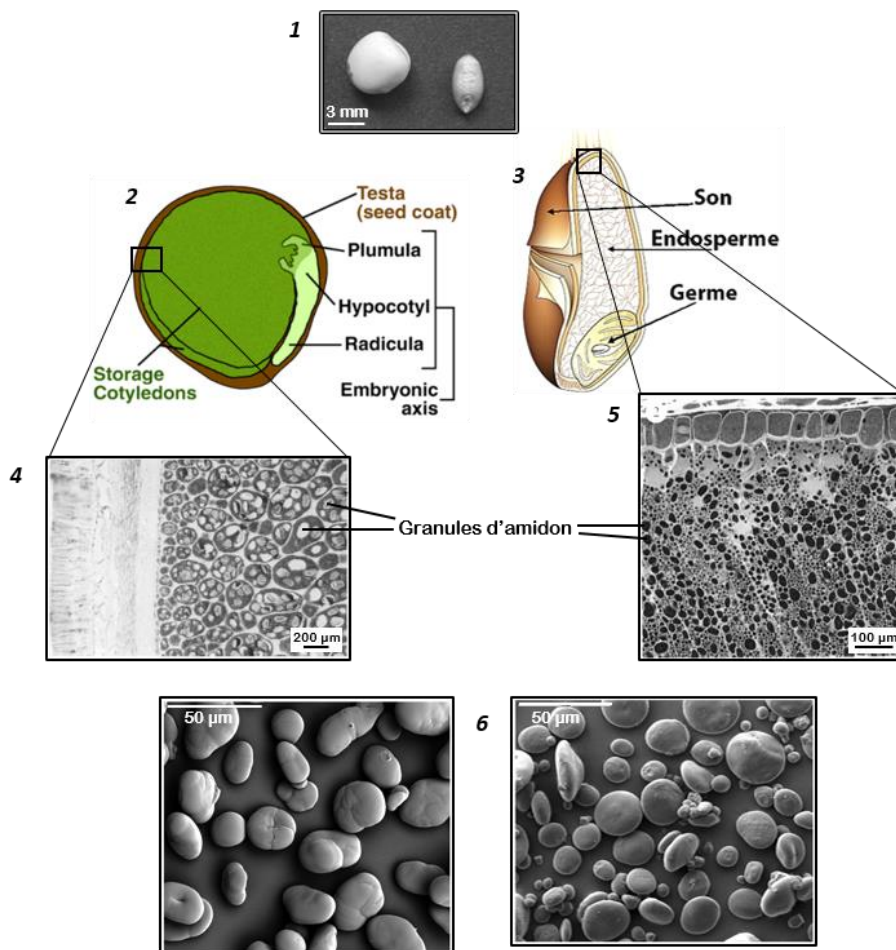 1
3 mm
2
Testa
(seed coat)
Plumula
Hypocotyl
Radicula
Embryonic
axis
Storage
Cotyledons
3
Son
Endosperme
Germe
4
200 µm
Granules d'amidon
5
2
100 µm
50 µm
6
50 µm